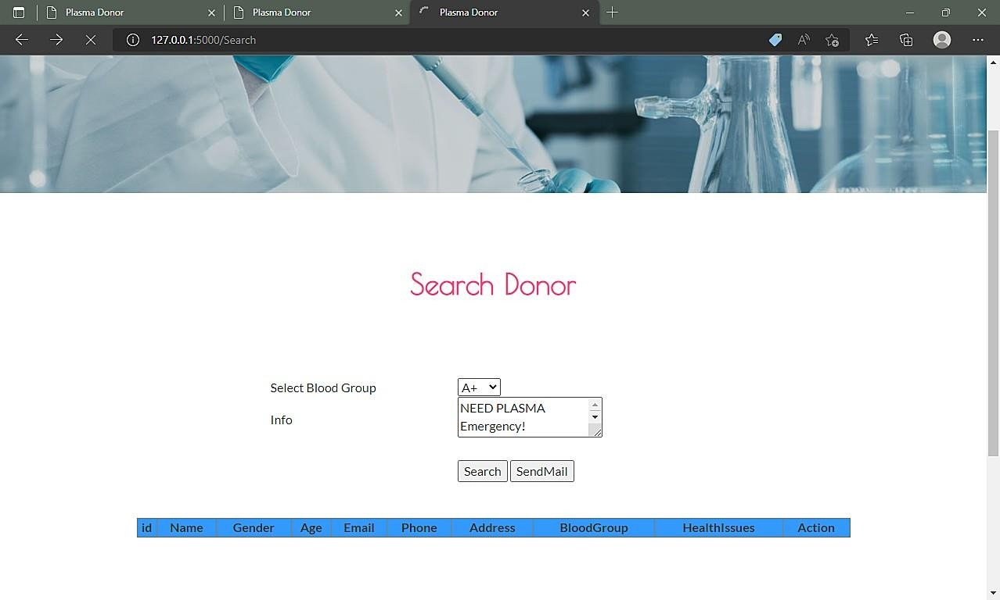 Plasma Donor Plasma Donor Plasma Donor
127.0.0.1:5000/Search
Search Donor
Select Blood Group A+
Info NEED PLASMA
Emergency!
Search SendMail
id Name Gender Age Email Phone Address BloodGroup HealthIssues Action